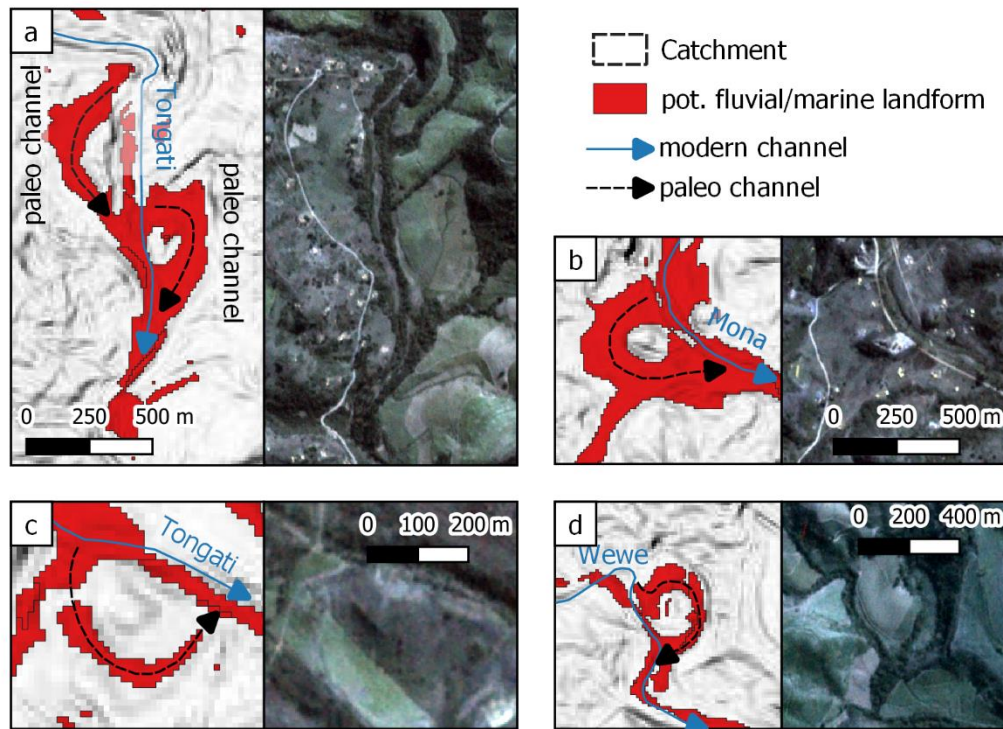 a
paleo channel
Tongati
paleo channel
0 250 500 m
Catchment
pot. fluvial/marine landform
modern channel
paleo channel
b
Mona
0 250 500 m
c
Tongati
0 100 200 m
d
Wewe
0 200 400 m